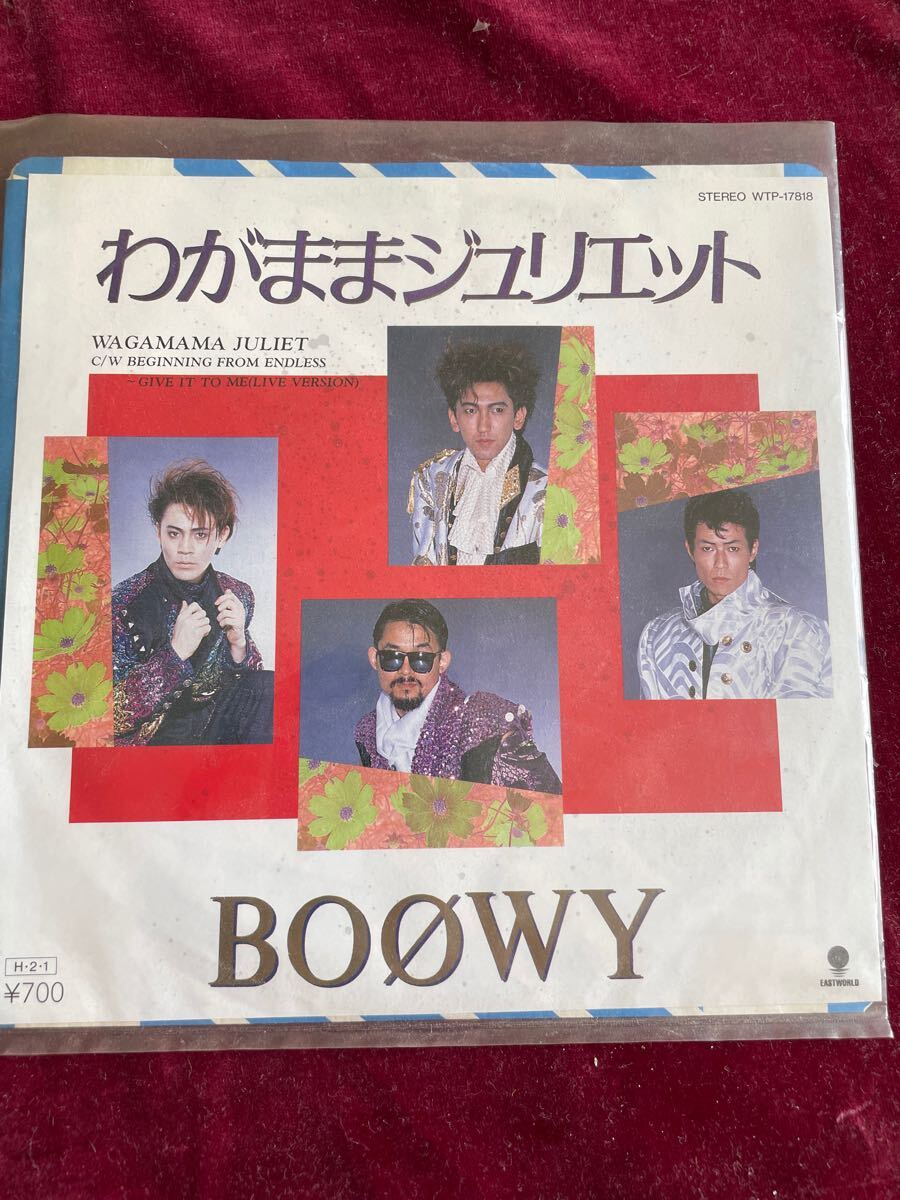 STEREO WTP-17818
わがままジュリエット
WAGAMAMA JULIET
C/W BEGINNING FROM ENDLESS
~GIVE IT TO ME(LIVE VERSION)
BOØWY
H・2・1
¥700
EASTWORLD